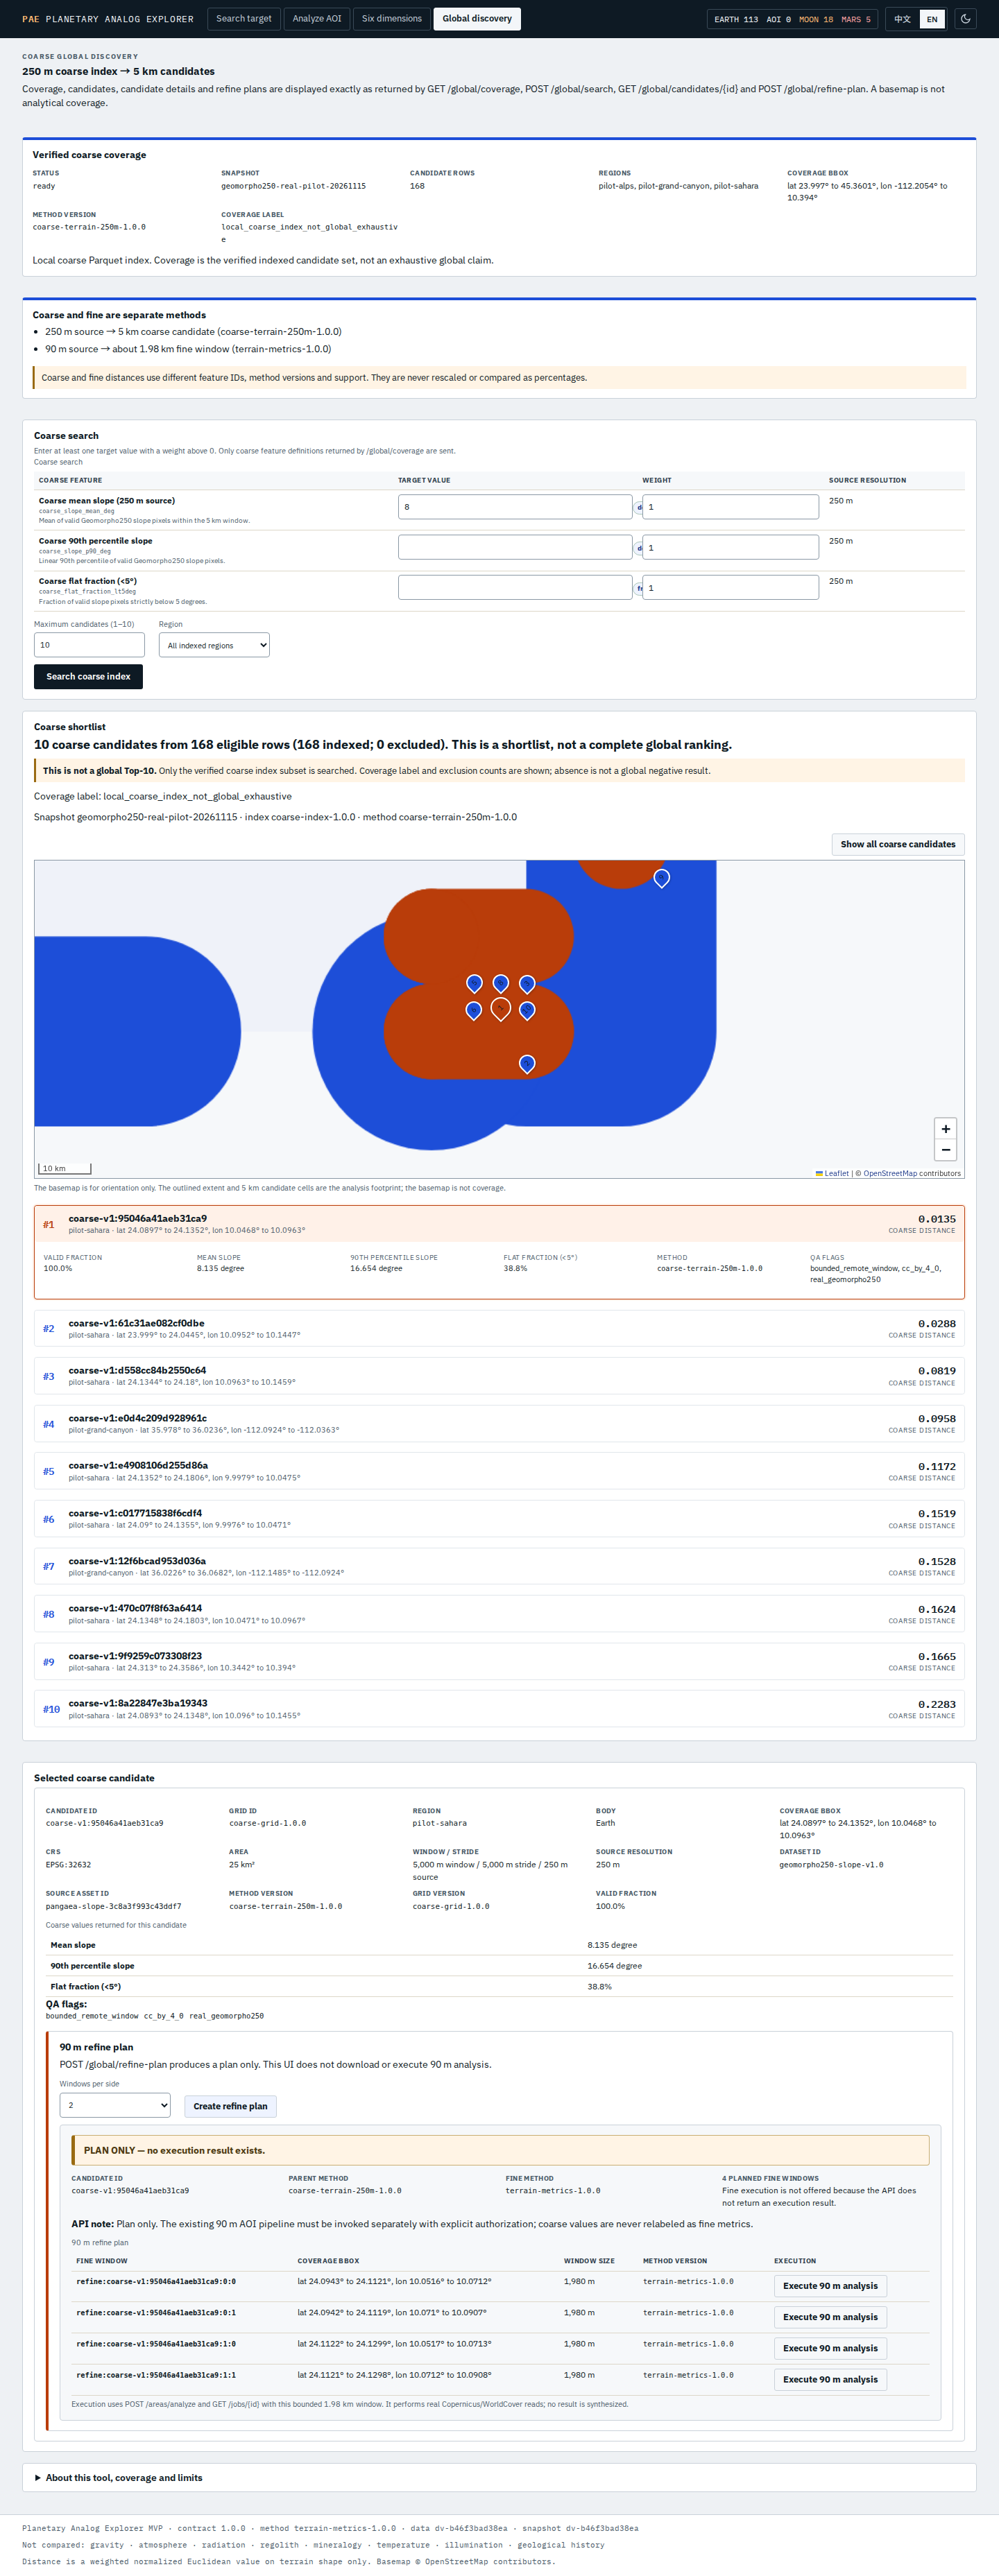 PAE PLANETARY ANALOG EXPLORER
Search target
Analyze AOI
Six dimensions
Global discovery
EARTH 113 AOI 0 MOON 18 MARS 5
中文
EN
COARSE GLOBAL DISCOVERY
250 m coarse index → 5 km candidates
Coverage, candidates, candidate details and refine plans are displayed exactly as returned by GET /global/coverage, POST /global/search, GET /global/candidates/{id} and POST /global/refine-plan. A basemap is not
analytical coverage.
Verified coarse coverage
STATUS
ready
SNAPSHOT
geomorpho250-real-pilot-20261115
CANDIDATE ROWS
168
REGIONS
pilot-alps, pilot-grand-canyon, pilot-sahara
COVERAGE BBOX
lat 23.997° to 45.3601°, lon -112.2054° to
10.394°
METHOD VERSION
coarse-terrain-250m-1.0.0
COVERAGE LABEL
local_coarse_index_not_global_exhaustiv
e
Local coarse Parquet index. Coverage is the verified indexed candidate set, not an exhaustive global claim.
Coarse and fine are separate methods
• 250 m source → 5 km coarse candidate (coarse-terrain-250m-1.0.0)
• 90 m source → about 1.98 km fine window (terrain-metrics-1.0.0)
Coarse and fine distances use different feature IDs, method versions and support. They are never rescaled or compared as percentages.
Coarse search
Enter at least one target value with a weight above 0. Only coarse feature definitions returned by /global/coverage are sent.
Coarse search
COARSE FEATURE TARGET VALUE WEIGHT SOURCE RESOLUTION
Coarse mean slope (250 m source)
coarse_slope_mean_deg
Mean of valid Geomorpho250 slope pixels within the 5 km window.
8
1
250 m
Coarse 90th percentile slope
coarse_slope_p90_deg
Linear 90th percentile of valid Geomorpho250 slope pixels.
1
250 m
Coarse flat fraction (<5°)
coarse_flat_fraction_lt5deg
Fraction of valid slope pixels strictly below 5 degrees.
1
250 m
Maximum candidates (1–10)
10
Region
All indexed regions
Search coarse index
Coarse shortlist
10 coarse candidates from 168 eligible rows (168 indexed; 0 excluded). This is a shortlist, not a complete global ranking.
This is not a global Top-10. Only the verified coarse index subset is searched. Coverage label and exclusion counts are shown; absence is not a global negative result.
Coverage label: local_coarse_index_not_global_exhaustive
Snapshot geomorpho250-real-pilot-20261115 · index coarse-index-1.0.0 · method coarse-terrain-250m-1.0.0
Show all coarse candidates
+
−
10 km
Leaflet | © OpenStreetMap contributors
The basemap is for orientation only. The outlined extent and 5 km candidate cells are the analysis footprint; the basemap is not coverage.
#1 coarse-v1:95046a41aeb31ca9 0.0135
pilot-sahara · lat 24.0897° to 24.1352°, lon 10.0468° to 10.0963° COARSE DISTANCE
VALID FRACTION
100.0%
MEAN SLOPE
8.135 degree
90TH PERCENTILE SLOPE
16.654 degree
FLAT FRACTION (<5°)
38.8%
METHOD
coarse-terrain-250m-1.0.0
QA FLAGS
bounded_remote_window, cc_by_4_0,
real_geomorpho250
#2 coarse-v1:61c31ae082cf0dbe 0.0288
pilot-sahara · lat 23.999° to 24.0445°, lon 10.0952° to 10.1447° COARSE DISTANCE
#3 coarse-v1:d558cc84b2550c64 0.0819
pilot-sahara · lat 24.1344° to 24.18°, lon 10.0963° to 10.1459° COARSE DISTANCE
#4 coarse-v1:e0d4c209d928961c 0.0958
pilot-grand-canyon · lat 35.978° to 36.0236°, lon -112.0924° to -112.0363° COARSE DISTANCE
#5 coarse-v1:e4908106d255d86a 0.1172
pilot-sahara · lat 24.1352° to 24.1806°, lon 9.9979° to 10.0475° COARSE DISTANCE
#6 coarse-v1:c017715838f6cdf4 0.1519
pilot-sahara · lat 24.09° to 24.1355°, lon 9.9976° to 10.0471° COARSE DISTANCE
#7 coarse-v1:12f6bcad953d036a 0.1528
pilot-grand-canyon · lat 36.0226° to 36.0682°, lon -112.1485° to -112.0924° COARSE DISTANCE
#8 coarse-v1:470c07f8f63a6414 0.1624
pilot-sahara · lat 24.1348° to 24.1803°, lon 10.0471° to 10.0967° COARSE DISTANCE
#9 coarse-v1:9f9259c073308f23 0.1665
pilot-sahara · lat 24.313° to 24.3586°, lon 10.3442° to 10.394° COARSE DISTANCE
#10 coarse-v1:8a22847e3ba19343 0.2283
pilot-sahara · lat 24.0893° to 24.1348°, lon 10.096° to 10.1455° COARSE DISTANCE
Selected coarse candidate
CANDIDATE ID
coarse-v1:95046a41aeb31ca9
GRID ID
coarse-grid-1.0.0
REGION
pilot-sahara
BODY
Earth
COVERAGE BBOX
lat 24.0897° to 24.1352°, lon 10.0468° to
10.0963°
CRS
EPSG:32632
AREA
25 km²
WINDOW / STRIDE
5,000 m window / 5,000 m stride / 250 m
source
SOURCE RESOLUTION
250 m
DATASET ID
geomorpho250-slope-v1.0
SOURCE ASSET ID
pangaea-slope-3c8a3f993c43ddf7
METHOD VERSION
coarse-terrain-250m-1.0.0
GRID VERSION
coarse-grid-1.0.0
VALID FRACTION
100.0%
Coarse values returned for this candidate
Mean slope 8.135 degree
90th percentile slope 16.654 degree
Flat fraction (<5°) 38.8%
QA flags:
bounded_remote_window cc_by_4_0 real_geomorpho250
90 m refine plan
POST /global/refine-plan produces a plan only. This UI does not download or execute 90 m analysis.
Windows per side
2
Create refine plan
PLAN ONLY — no execution result exists.
CANDIDATE ID
coarse-v1:95046a41aeb31ca9
PARENT METHOD
coarse-terrain-250m-1.0.0
FINE METHOD
terrain-metrics-1.0.0
4 PLANNED FINE WINDOWS
Fine execution is not offered because the API does
not return an execution result.
API note: Plan only. The existing 90 m AOI pipeline must be invoked separately with explicit authorization; coarse values are never relabeled as fine metrics.
90 m refine plan
FINE WINDOW COVERAGE BBOX WINDOW SIZE METHOD VERSION EXECUTION
refine:coarse-v1:95046a41aeb31ca9:0:0 lat 24.0943° to 24.1121°, lon 10.0516° to 10.0712° 1,980 m terrain-metrics-1.0.0 Execute 90 m analysis
refine:coarse-v1:95046a41aeb31ca9:0:1 lat 24.0942° to 24.1119°, lon 10.071° to 10.0907° 1,980 m terrain-metrics-1.0.0 Execute 90 m analysis
refine:coarse-v1:95046a41aeb31ca9:1:0 lat 24.1122° to 24.1299°, lon 10.0517° to 10.0713° 1,980 m terrain-metrics-1.0.0 Execute 90 m analysis
refine:coarse-v1:95046a41aeb31ca9:1:1 lat 24.1121° to 24.1298°, lon 10.0712° to 10.0908° 1,980 m terrain-metrics-1.0.0 Execute 90 m analysis
Execution uses POST /areas/analyze and GET /jobs/{id} with this bounded 1.98 km window. It performs real Copernicus/WorldCover reads; no result is synthesized.
▶ About this tool, coverage and limits
Planetary Analog Explorer MVP · contract 1.0.0 · method terrain-metrics-1.0.0 · data dv-b46f3bad38ea · snapshot dv-b46f3bad38ea
Not compared: gravity · atmosphere · radiation · regolith · mineralogy · temperature · illumination · geological history
Distance is a weighted normalized Euclidean value on terrain shape only. Basemap © OpenStreetMap contributors.